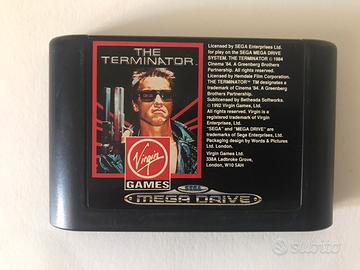 THE
TERMINATOR
Virgin
GAMES
Licensed by SEGA Enterprises Ltd.
for play on the SEGA MEGA DRIVE
SYSTEM. THE TERMINATOR © 1984
Cinema '84. A Greenberg Brothers
Partnership. All rights reserved.
Licensed by Hemdale Film Corporation.
THE TERMINATOR™ TM designates a
trademark of Cinema '84. A Greenberg
Brothers Partnership.
Sublicensed by Bethesda Softworks.
© 1992 Virgin Games, Ltd.
All rights reserved. Virgin is a
registered trademark of Virgin
Enterprises, Ltd.
"SEGA" and "MEGA DRIVE" are
trademarks of Sega Enterprises, Ltd.
Packaging design by Words & Pictures
Ltd. London.
Virgin Games Ltd.
338A Ladbroke Grove,
London, W10 5AH
SEGA
MEGA DRIVE
subito